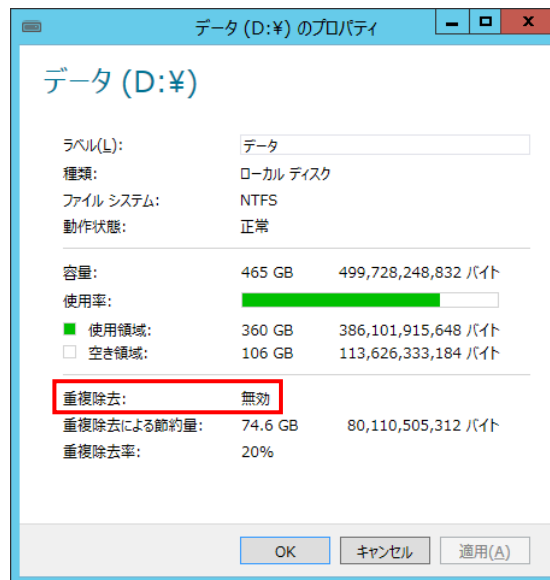 データ (D:¥) のプロパティ
データ (D:¥)
ラベル(L): データ
種類: ローカル ディスク
ファイル システム: NTFS
動作状態: 正常
容量: 465 GB 499,728,248,832 バイト
使用率:
使用領域: 360 GB 386,101,915,648 バイト
空き領域: 106 GB 113,626,333,184 バイト
重複除去: 無効
重複除去による節約量: 74.6 GB 80,110,505,312 バイト
重複除去率: 20%
OK キャンセル 適用(A)